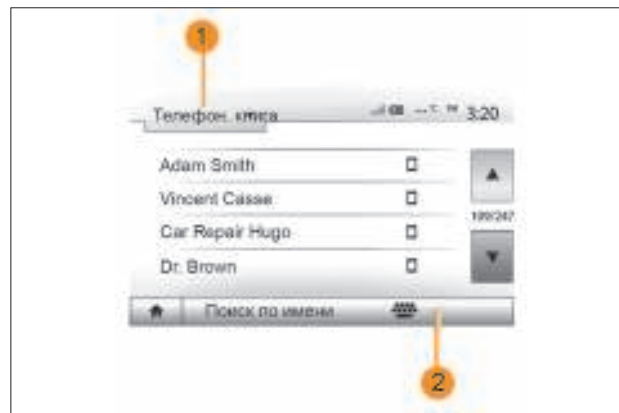 1
Телефон. книга
--- °C 3:20
Adam Smith
Vincent Casse
Car Repair Hugo
Dr. Brown
Поиск по имени
2